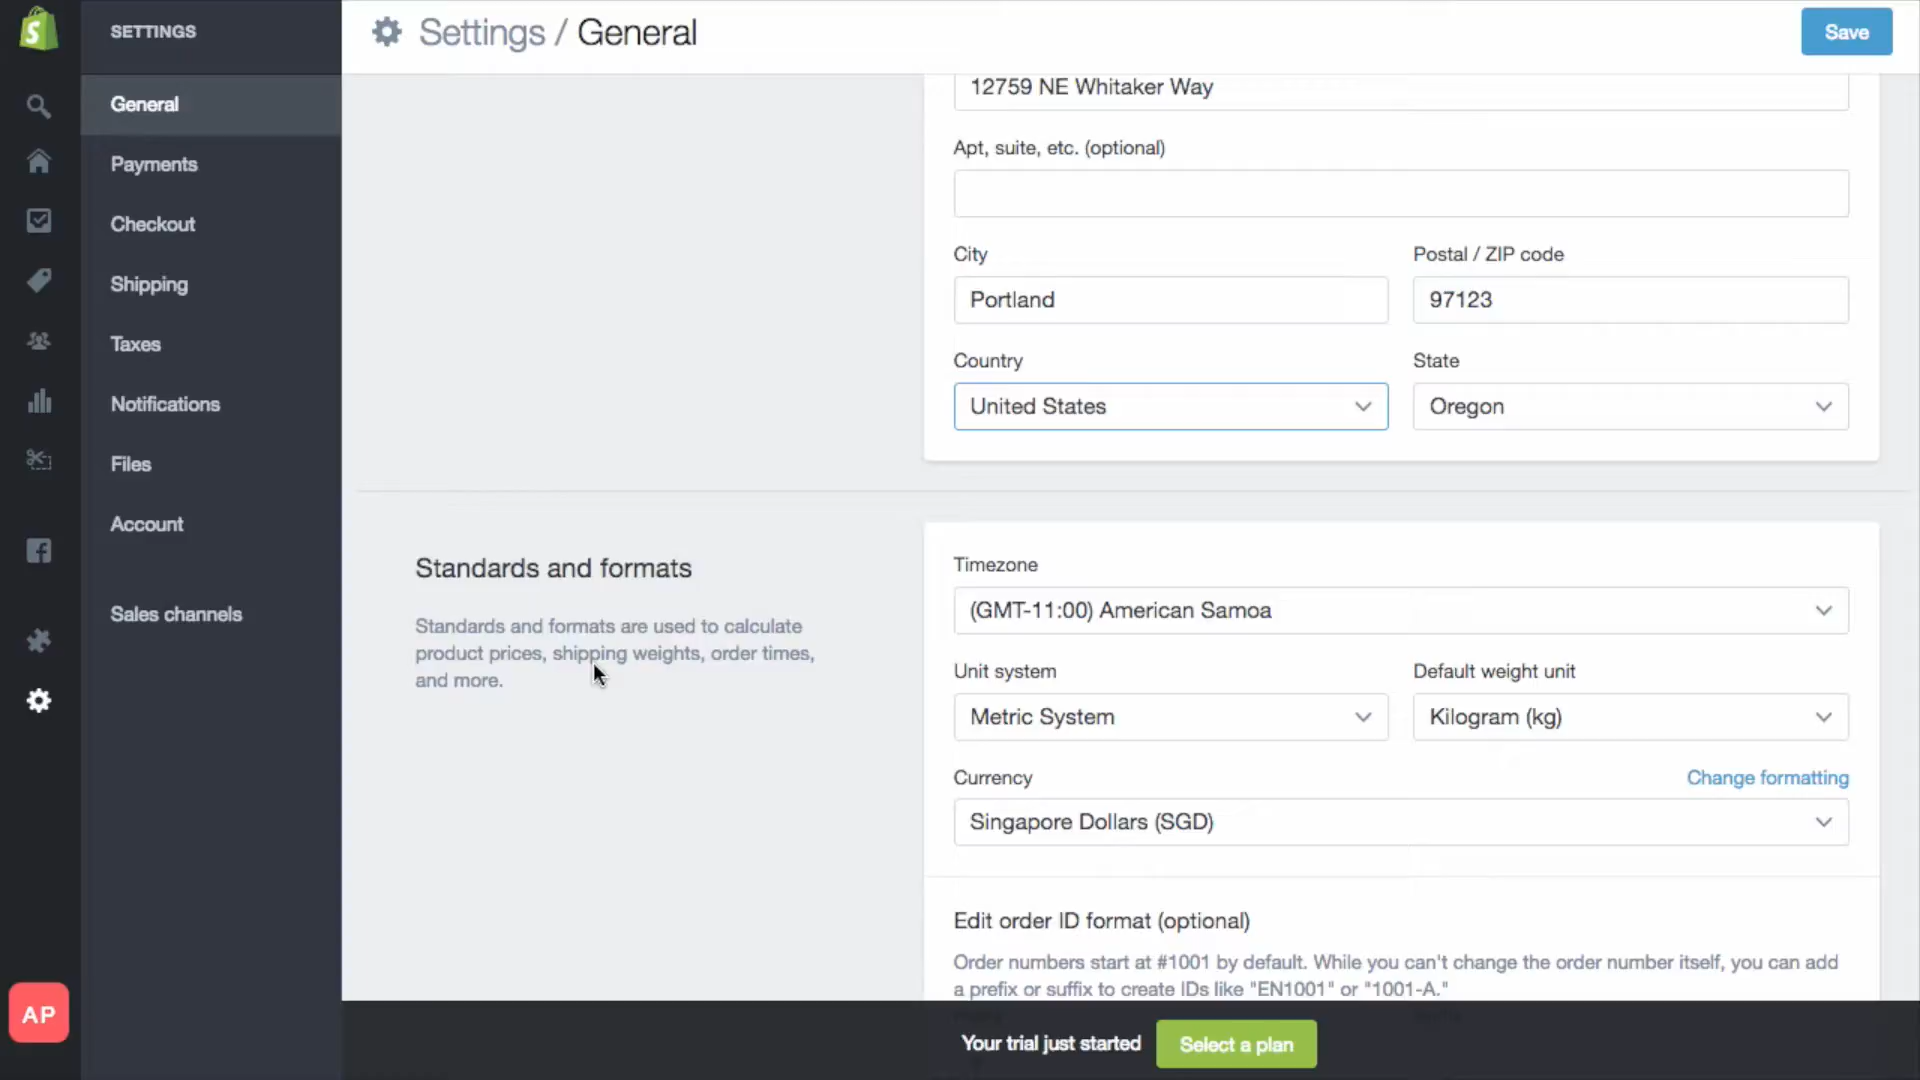 SETTINGS
Settings / General
Save
General
Payments
Checkout
Shipping
Taxes
Notifications
Files
Account
Sales channels
12759 NE Whitaker Way
Apt, suite, etc. (optional)
City
Postal / ZIP code
Portland
97123
Country
State
United States
Oregon
Standards and formats
Standards and formats are used to calculate
product prices, shipping weights, order times,
and more.
Timezone
(GMT-11:00) American Samoa
Unit system
Default weight unit
Metric System
Kilogram (kg)
Currency
Change formatting
Singapore Dollars (SGD)
Edit order ID format (optional)
Order numbers start at #1001 by default. While you can't change the order number itself, you can add
a prefix or suffix to create IDs like "EN1001" or "1001-A."
AP
Your trial just started
Select a plan